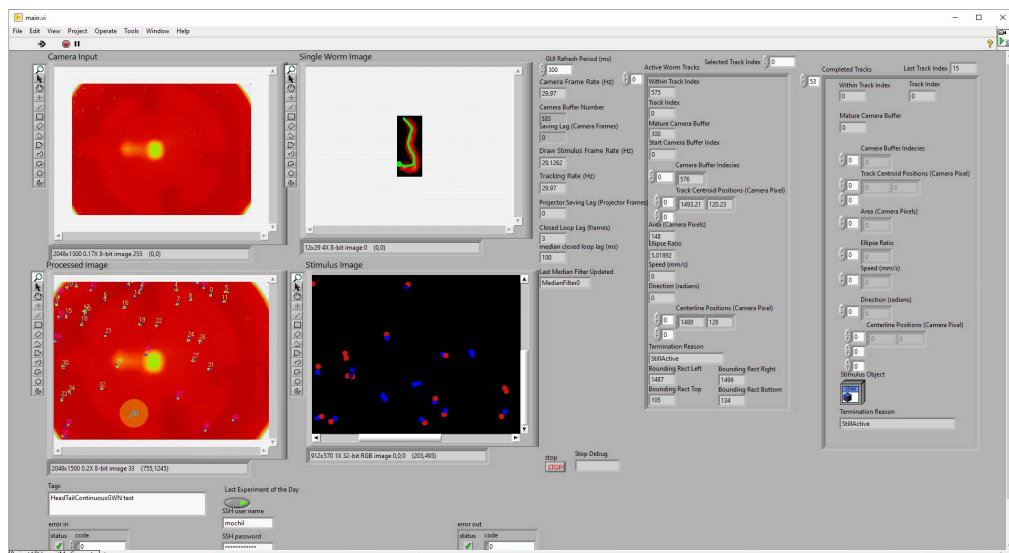 main.vi
File Edit View Project Operate Tools Window Help
Camera Input
2048x1500 0.17X 8-bit image 255 (0,0)
Single Worm Image
12x29 4X 8-bit image 0 (0,0)
Processed Image
2048x1500 0.2X 8-bit image 33 (755,1245)
Stimulus Image
912x570 1X 32-bit RGB image 0,0,0 (203,493)
GUI Refresh Period (ms)
300
Camera Frame Rate (Hz)
29.97
Camera Buffer Number
585
Saving Lag (Camera Frames)
0
Draw Stimulus Frame Rate (Hz)
29.1262
Tracking Rate (Hz)
29.97
Projector Saving Lag (Projector Frames)
0
Closed Loop Lag (frames)
3
median closed loop lag (ms)
100
Last Median Filter Updated
MedianFilter0
Active Worm Tracks
Selected Track Index 0
0
Within Track Index
575
Track Index
0
Mature Camera Buffer
300
Start Camera Buffer Index
0
Camera Buffer Indecies
0 576
Track Centroid Positions (Camera Pixel)
0 1493.21 120.23
0
Area (Camera Pixels)
148
Ellipse Ratio
5.01892
Speed (mm/s)
0
Direction (radians)
0
Centerline Positions (Camera Pixel)
0 1488 128
0
Termination Reason
StillActive
Bounding Rect Left Bounding Rect Right
1487 1499
Bounding Rect Top Bounding Rect Bottom
105 134
Completed Tracks
Last Track Index 15
53
Within Track Index Track Index
0 0
Mature Camera Buffer
0
Camera Buffer Indecies
0 0
Track Centroid Positions (Camera Pixel)
0 0 0
0
Area (Camera Pixels)
0 0
Ellipse Ratio
0 0
Speed (mm/s)
0 0
Direction (radians)
0 0
Centerline Positions (Camera Pixel)
0 0 0
0
0
Stimulus Object
Termination Reason
StillActive
stop Stop Debug
STOP
Tags
HeadTailContinuousGWN test
Last Experiment of the Day
SSH user name
mochil
SSH password
************
error in
status code
0
error out
status code
0